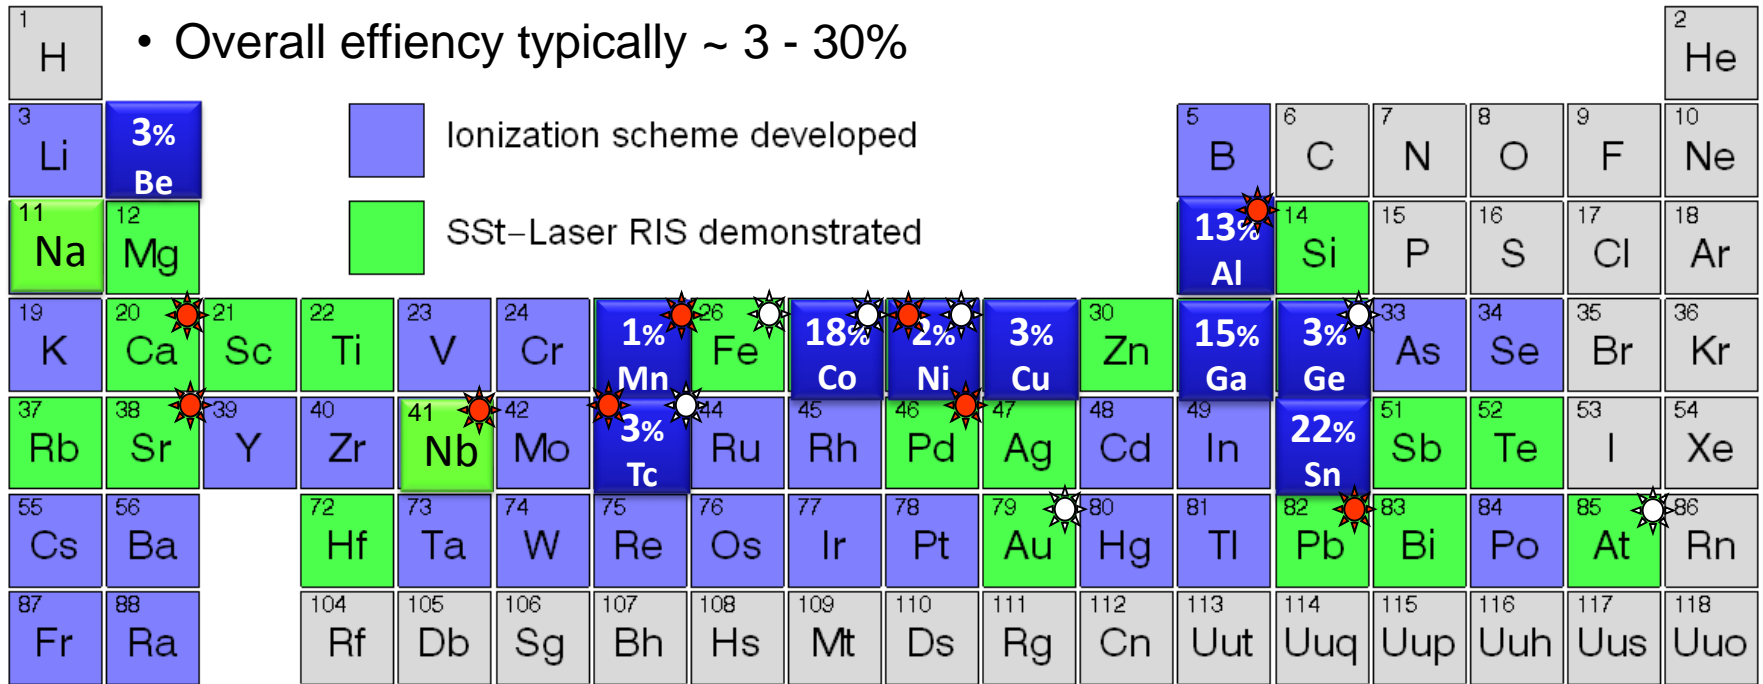 1 H
• Overall effiency typically ~ 3 - 30%
2 He
3 Li
3% Be
Ionization scheme developed
5 B
6 C
7 N
8 O
9 F
10 Ne
11 Na
12 Mg
SSt-Laser RIS demonstrated
13% Al
14 Si
15 P
16 S
17 Cl
18 Ar
19 K
20 Ca
21 Sc
22 Ti
23 V
24 Cr
1% Mn
26 Fe
18% Co
2% Ni
3% Cu
30 Zn
15% Ga
3% Ge
33 As
34 Se
35 Br
36 Kr
37 Rb
38 Sr
39 Y
40 Zr
41 Nb
42 Mo
3% Tc
44 Ru
45 Rh
46 Pd
47 Ag
48 Cd
49 In
22% Sn
51 Sb
52 Te
53 I
54 Xe
55 Cs
56 Ba
72 Hf
73 Ta
74 W
75 Re
76 Os
77 Ir
78 Pt
79 Au
80 Hg
81 Tl
82 Pb
83 Bi
84 Po
85 At
86 Rn
87 Fr
88 Ra
104 Rf
105 Db
106 Sg
107 Bh
108 Hs
109 Mt
110 Ds
111 Rg
112 Cn
113 Uut
114 Uuq
115 Uup
116 Uuh
117 Uus
118 Uuo